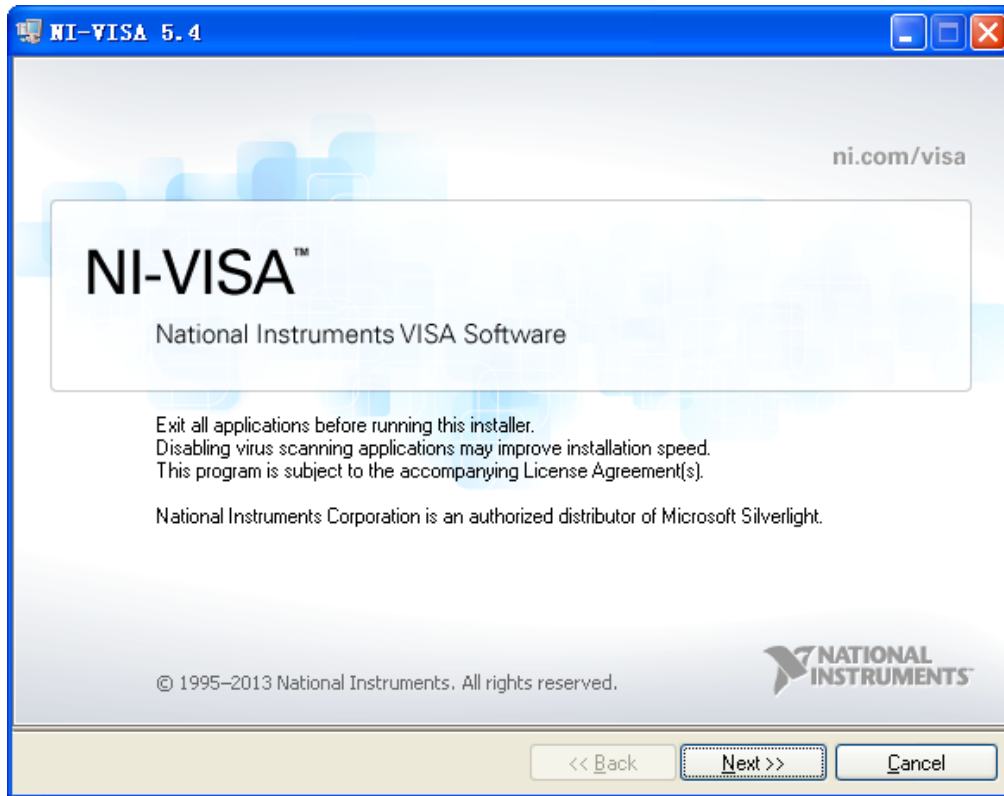 NI-VISA 5.4
ni.com/visa
NI-VISA™
National Instruments VISA Software
Exit all applications before running this installer.
Disabling virus scanning applications may improve installation speed.
This program is subject to the accompanying License Agreement(s).
National Instruments Corporation is an authorized distributor of Microsoft Silverlight.
© 1995–2013 National Instruments. All rights reserved.
NATIONAL
INSTRUMENTS™
<< Back
Next >>
Cancel